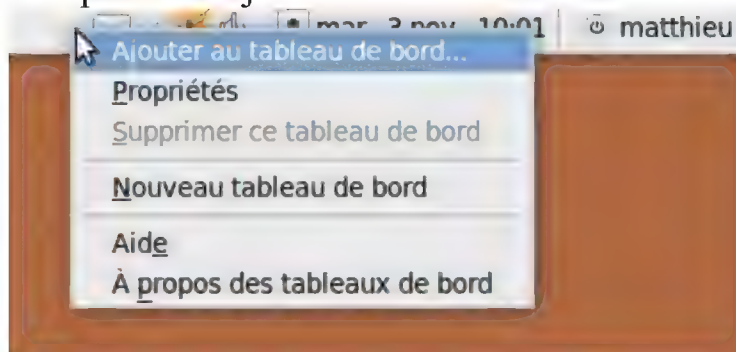 mar. 3 nov. 10:01 matthieu
Ajouter au tableau de bord...
Propriétés
Supprimer ce tableau de bord
Nouveau tableau de bord
Aide
À propos des tableaux de bord